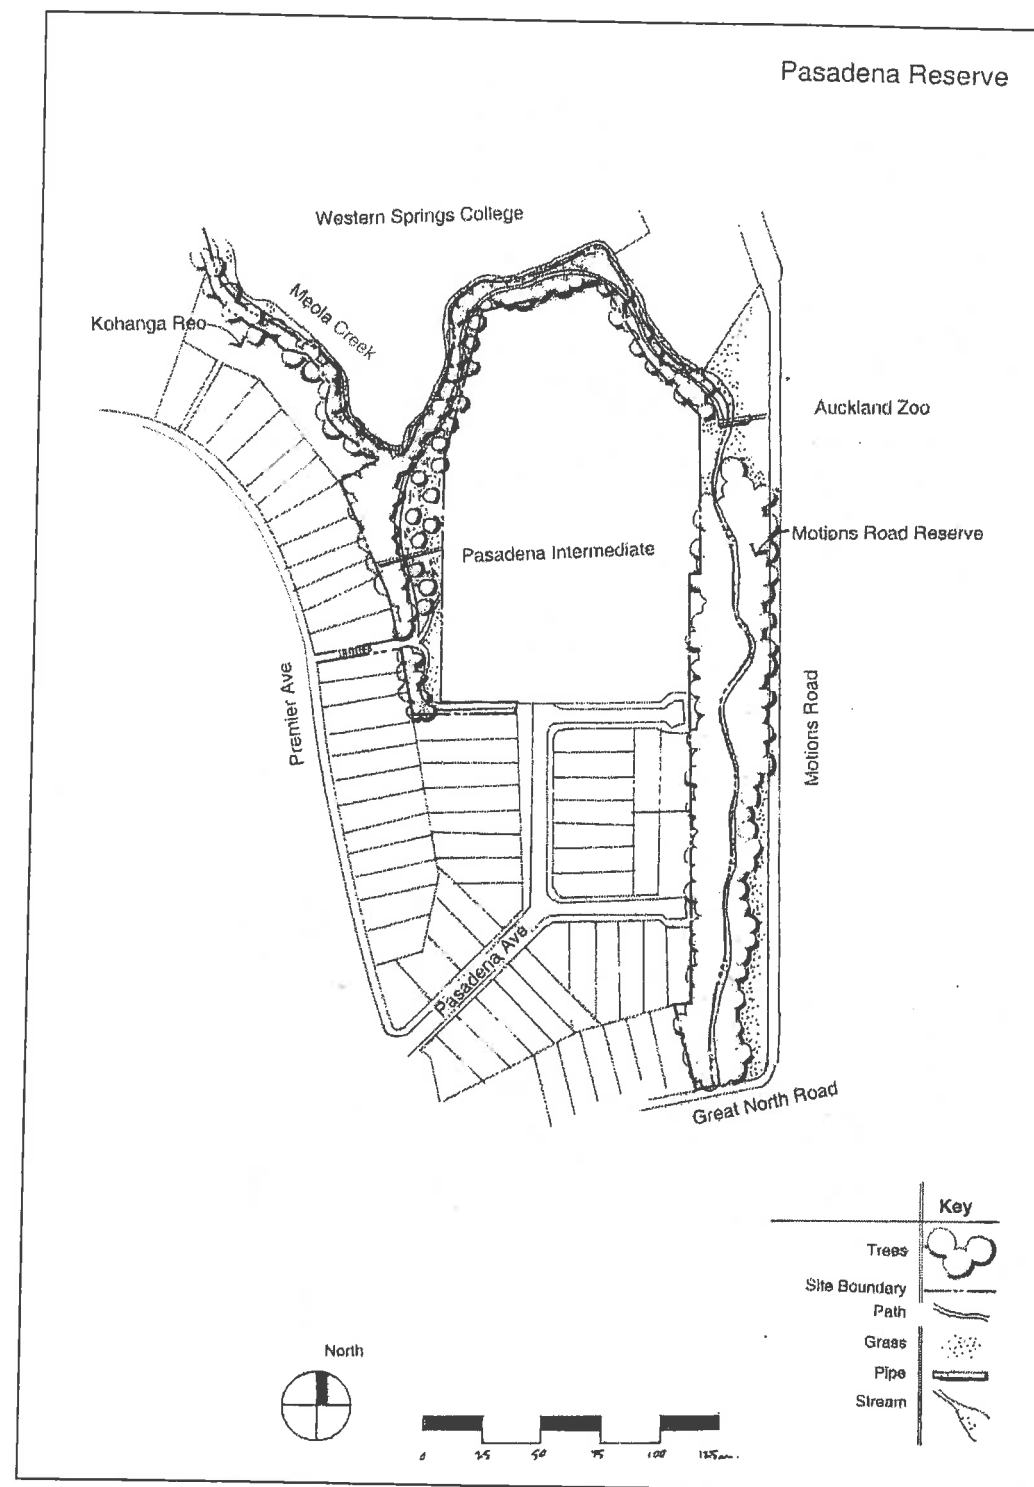 Pasadena Reserve
Western Springs College
Meola Creek
Kohanga Reo
Auckland Zoo
Motions Road Reserve
Pasadena Intermediate
Premier Ave
Motions Road
Pasadena Ave
Great North Road
Key
Trees
Site Boundary
Path
Grass
Pipe
Stream
North
0 25 50 75 100 125m.